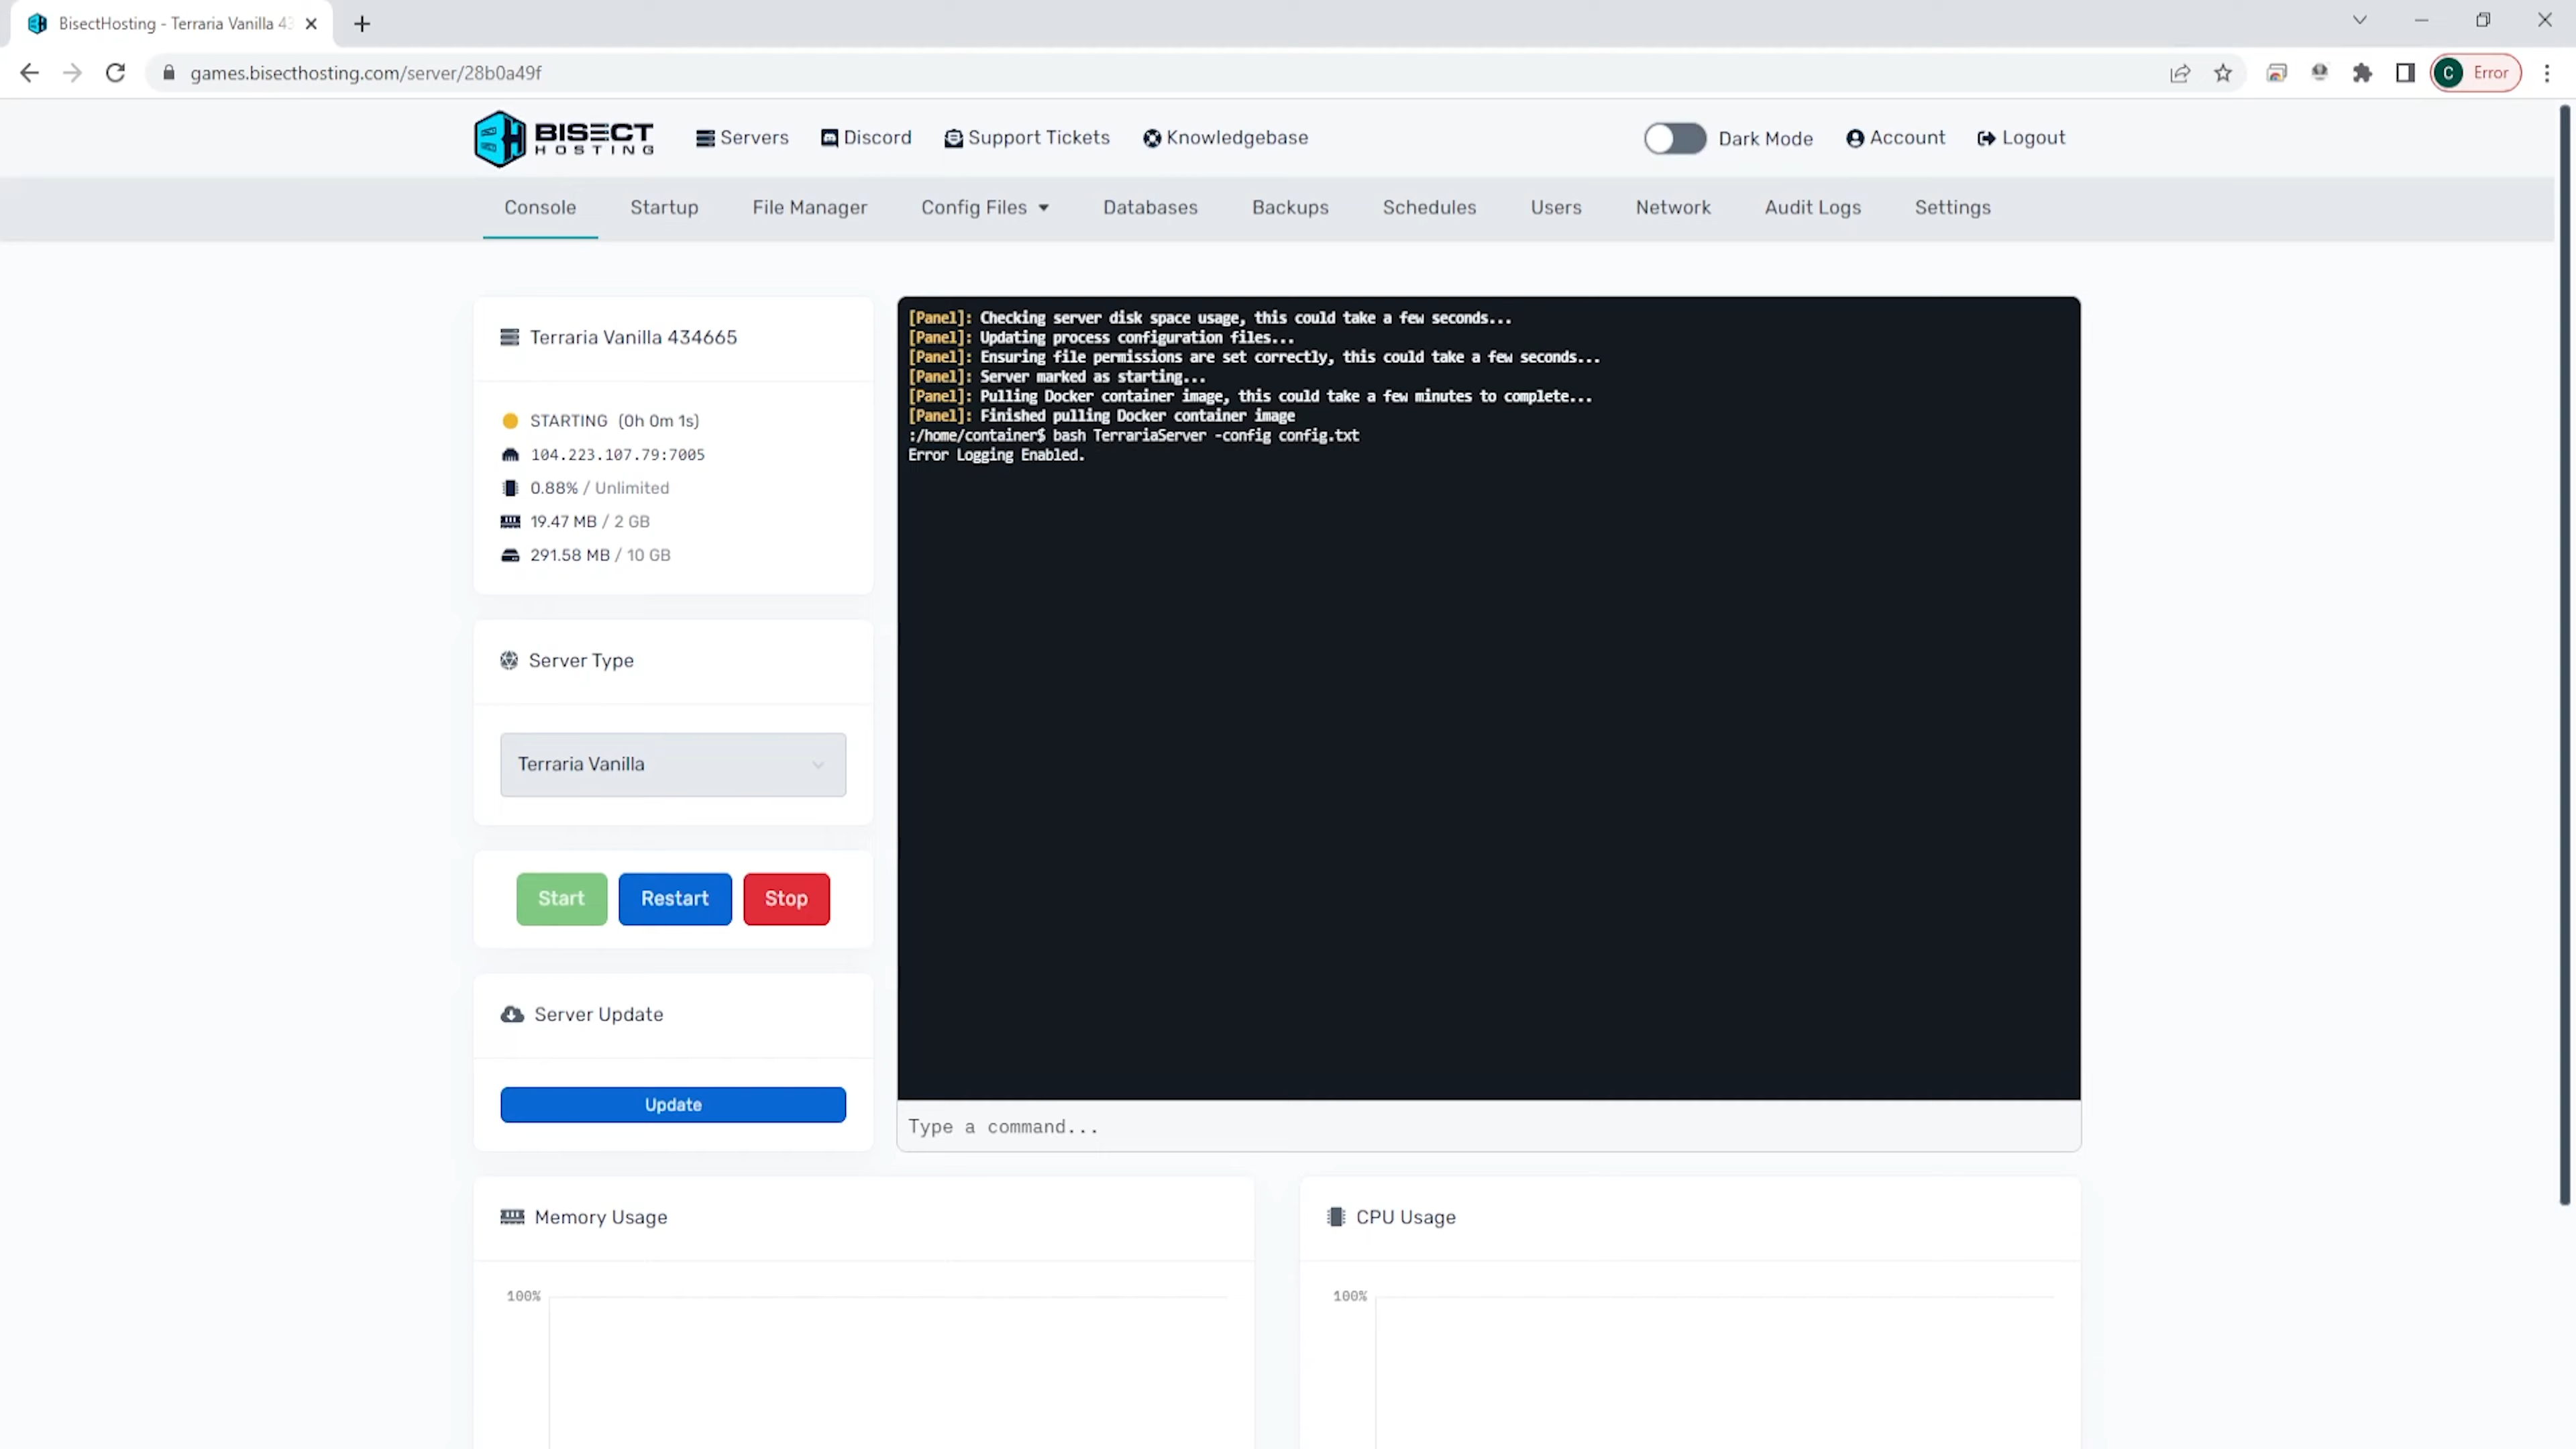 BisectHosting - Terraria Vanilla 43
games.bisecthosting.com/server/28b0a49f
C Error
BISECT HOSTING
Servers Discord Support Tickets Knowledgebase Dark Mode Account Logout
Console Startup File Manager Config Files Databases Backups Schedules Users Network Audit Logs Settings
Terraria Vanilla 434665
STARTING (0h 0m 1s)
104.223.107.79:7005
0.88% / Unlimited
19.47 MB / 2 GB
291.58 MB / 10 GB
Server Type
Terraria Vanilla
Start Restart Stop
Server Update
Update
[Panel]: Checking server disk space usage, this could take a few seconds...
[Panel]: Updating process configuration files...
[Panel]: Ensuring file permissions are set correctly, this could take a few seconds...
[Panel]: Server marked as starting...
[Panel]: Pulling Docker container image, this could take a few minutes to complete...
[Panel]: Finished pulling Docker container image
:/home/container$ bash TerrariaServer -config config.txt
Error Logging Enabled.
Type a command...
Memory Usage
100%
CPU Usage
100%